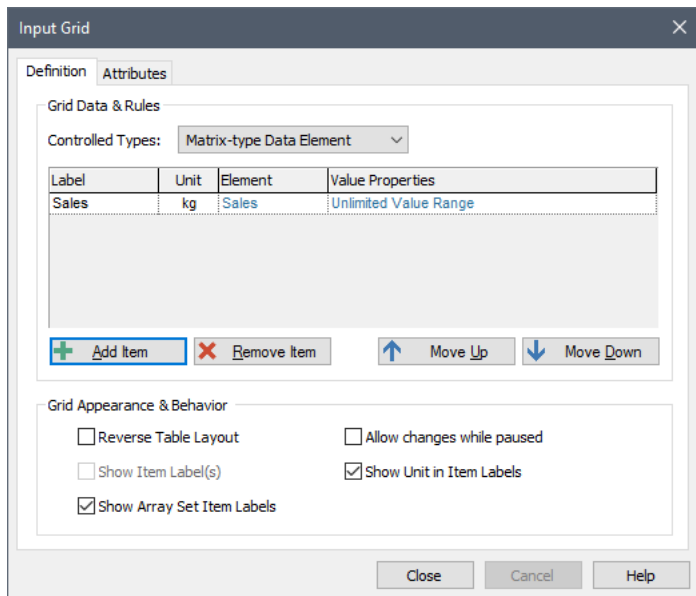 Input Grid
Definition Attributes
Grid Data & Rules
Controlled Types: Matrix-type Data Element
Label Unit Element Value Properties
Sales kg Sales Unlimited Value Range
Add Item Remove Item Move Up Move Down
Grid Appearance & Behavior
Reverse Table Layout Allow changes while paused
Show Item Label(s) Show Unit in Item Labels
Show Array Set Item Labels
Close Cancel Help